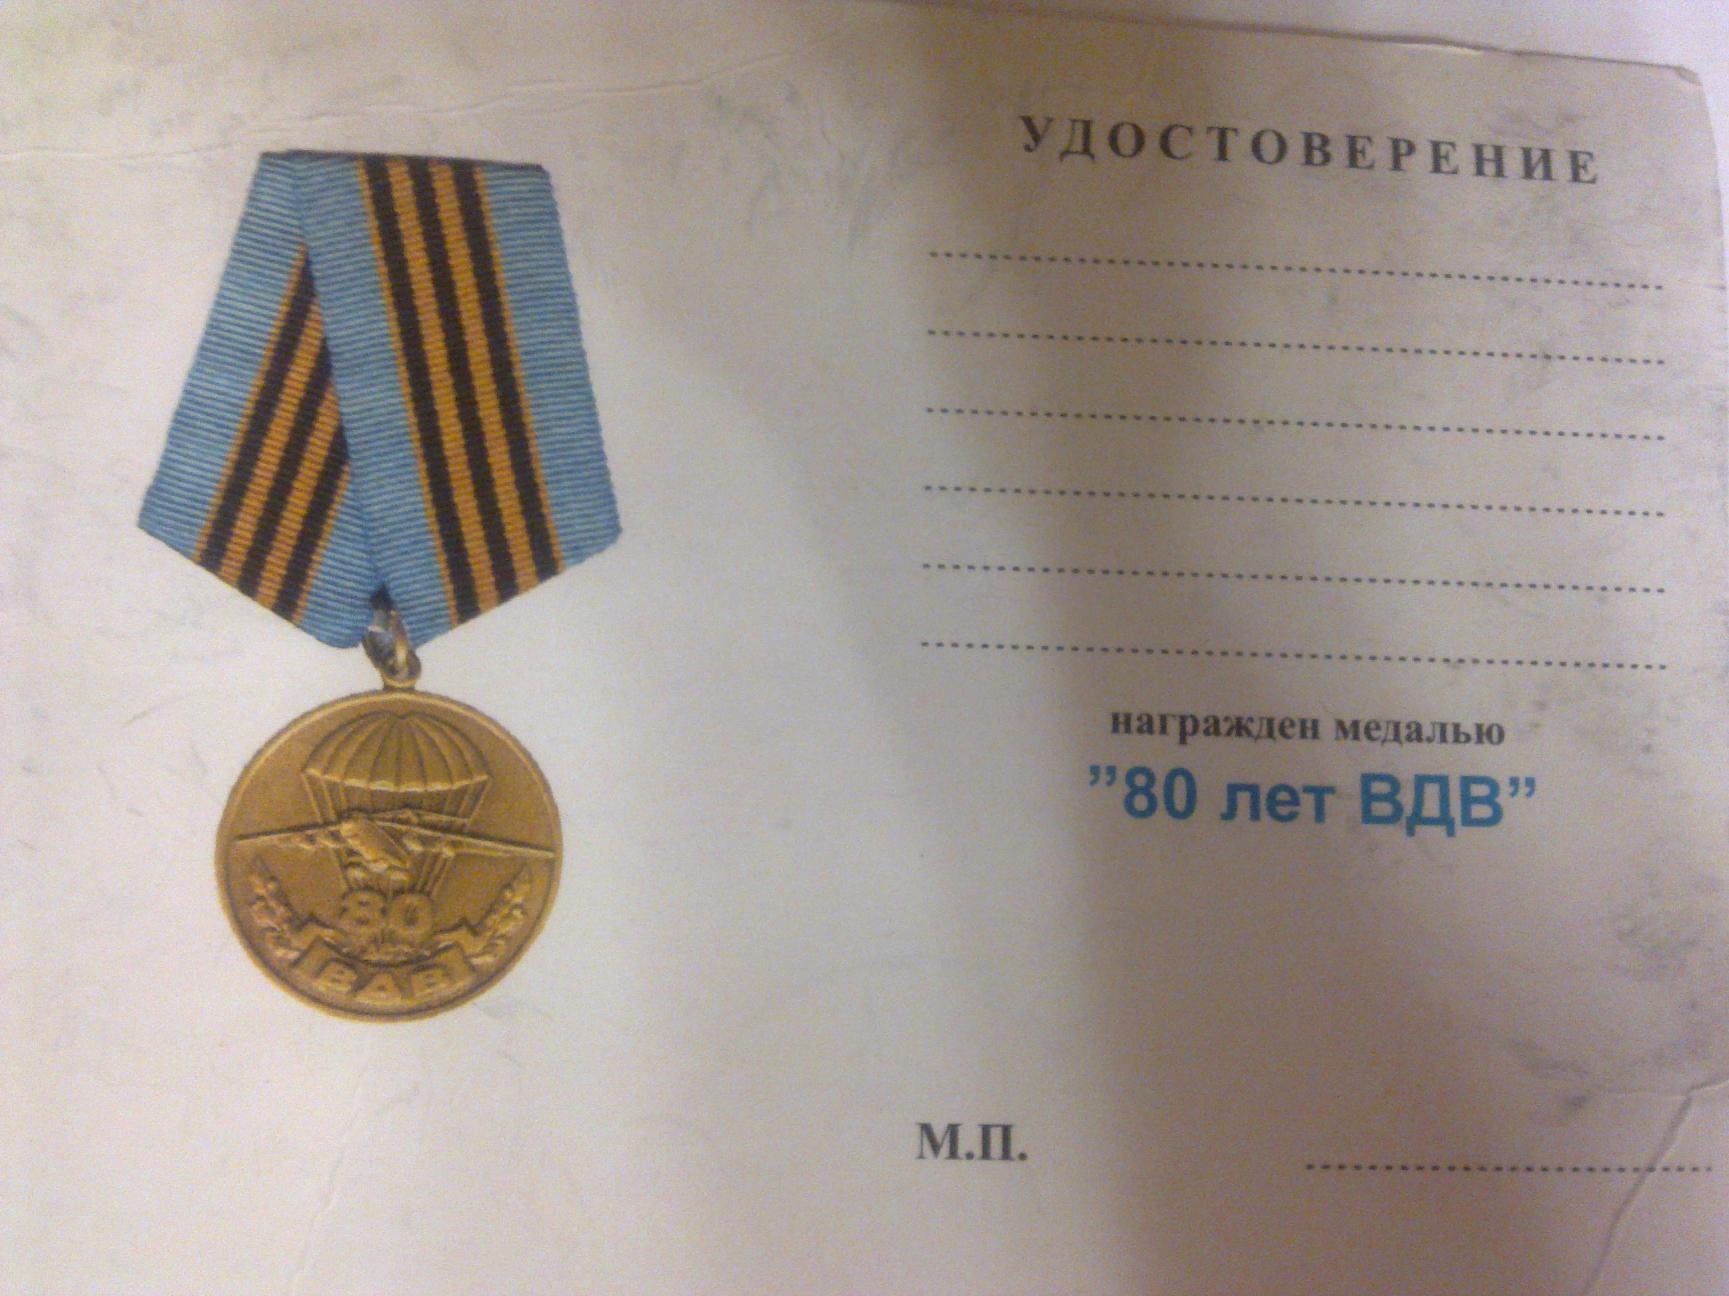 УДОСТОВЕРЕНИЕ
награжден медалью
”80 лет ВДВ”
М.П.
80
ВДВ